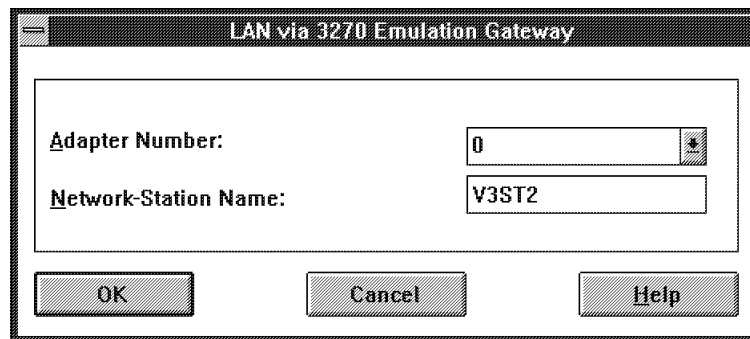 LAN via 3270 Emulation Gateway
Adapter Number: 0
Network-Station Name: V3ST2
OK Cancel Help